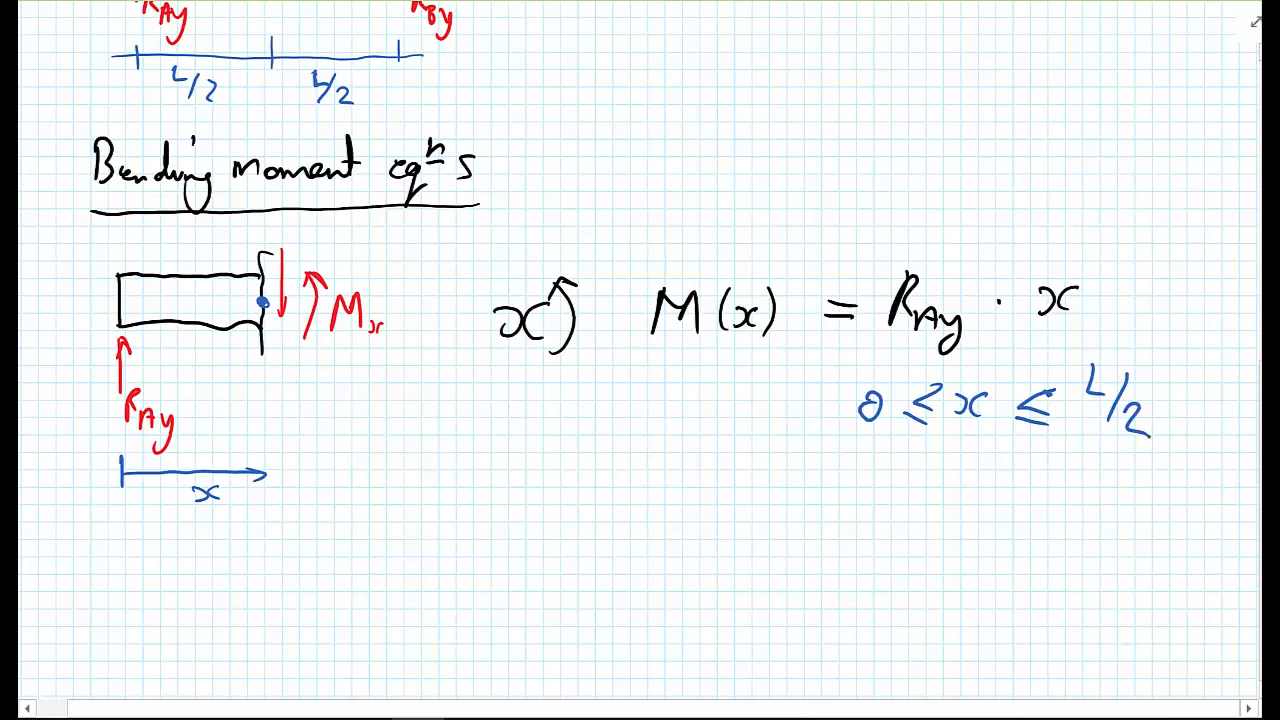 RAy RBy
L/2 L/2
Bending moment eqⁿs
Mx
x M(x) = RAy · x
RAy
0 ≤ x ≤ L/2
x